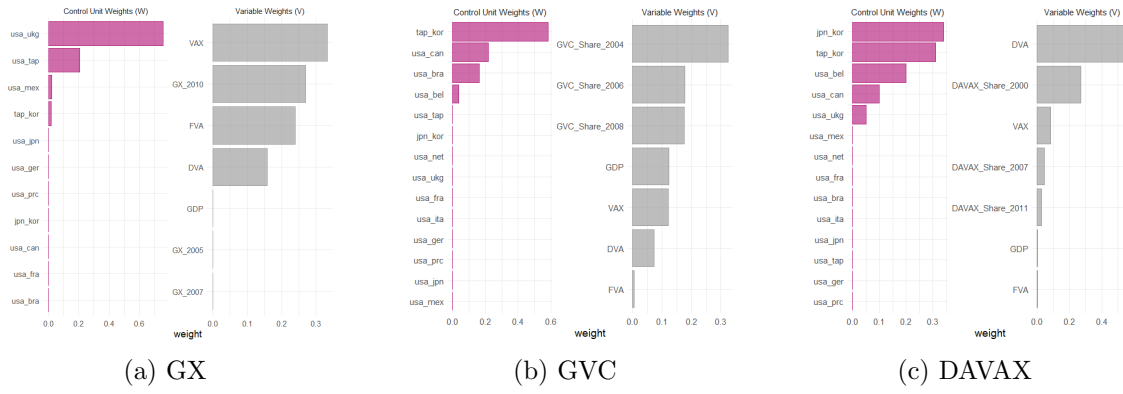 Control Unit Weights (W)
Variable Weights (V)
usa_ukg
usa_tap
usa_mex
tap_kor
usa_jpn
usa_ger
usa_prc
jpn_kor
usa_can
usa_fra
usa_bra
0.0 0.2 0.4 0.6
VAX
GX_2010
FVA
DVA
GDP
GX_2005
GX_2007
0.0 0.1 0.2 0.3
weight
(a) GX
Control Unit Weights (W)
Variable Weights (V)
tap_kor
usa_can
usa_bra
usa_bel
usa_tap
jpn_kor
usa_net
usa_ukg
usa_fra
usa_ita
usa_ger
usa_prc
usa_jpn
usa_mex
0.0 0.1 0.2 0.3 0.4 0.5 0.6
GVC_Share_2004
GVC_Share_2006
GVC_Share_2008
GDP
VAX
DVA
FVA
0.0 0.1 0.2 0.3
weight
(b) GVC
Control Unit Weights (W)
Variable Weights (V)
jpn_kor
tap_kor
usa_bel
usa_can
usa_ukg
usa_mex
usa_net
usa_fra
usa_bra
usa_ita
usa_jpn
usa_tap
usa_ger
usa_prc
0.0 0.1 0.2 0.3
DVA
DAVAX_Share_2000
VAX
DAVAX_Share_2007
DAVAX_Share_2011
GDP
FVA
0.0 0.2 0.4
weight
(c) DAVAX